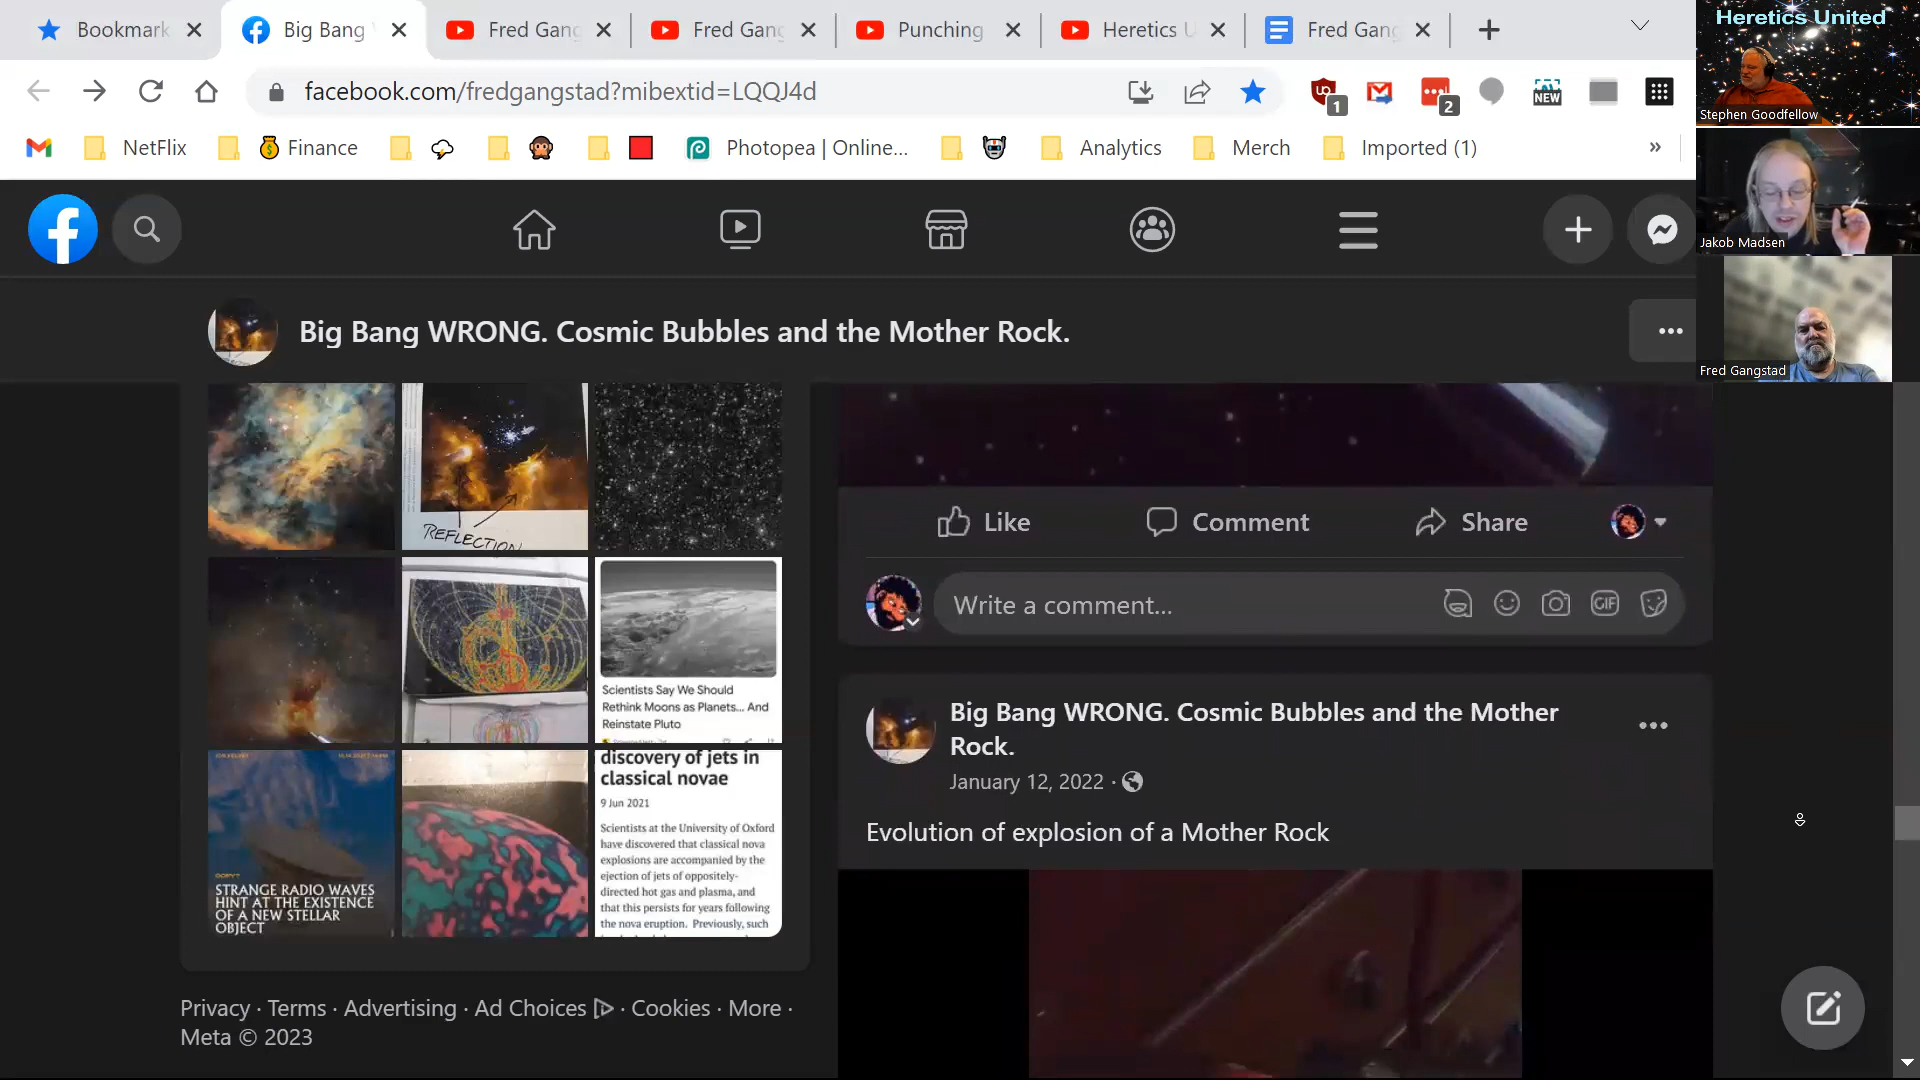 Bookmark
Big Bang
Fred Gang
Fred Gang
Punching
Heretics U
Fred Gang
Heretics United
Stephen Goodfellow
facebook.com/fredgangstad?mibextid=LQQJ4d
1
2
NEW
NetFlix
Finance
Photopea | Online...
Analytics
Merch
Imported (1)
»
Jakob Madsen
Fred Gangstad
Big Bang WRONG. Cosmic Bubbles and the Mother Rock.
REFLECTION
Scientists Say We Should
Rethink Moons as Planets... And
Reinstate Pluto
STRANGE RADIO WAVES
HINT AT THE EXISTENCE
OF A NEW STELLAR
OBJECT
discovery of jets in
classical novae
9 Jun 2021
Scientists at the University of Oxford
have discovered that classical nova
explosions are accompanied by the
ejection of jets of oppositely-
directed hot gas and plasma, and
that this persists for years following
the nova eruption. Previously, such
Privacy · Terms · Advertising · Ad Choices · Cookies · More ·
Meta © 2023
Like
Comment
Share
Write a comment...
GIF
Big Bang WRONG. Cosmic Bubbles and the Mother
Rock.
January 12, 2022 ·
Evolution of explosion of a Mother Rock